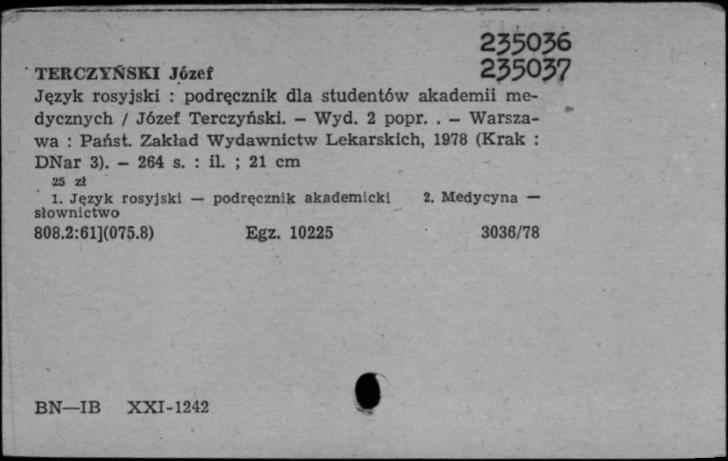 235036
235037
TERCZYŃSKI Józef
Język rosyjski : podręcznik dla studentów akademii me-
dycznych / Józef Terczyński. — Wyd. 2 popr. . — Warsza-
wa : Państ. Zakład Wydawnictw Lekarskich, 1978 (Krak :
DNar 3). — 264 s. : il. ; 21 cm
25 zł
1. Język rosyjski — podręcznik akademicki 2. Medycyna —
słownictwo
808.2:61](075.8) Egz. 10225 3036/78
BN—IB XXI-1242